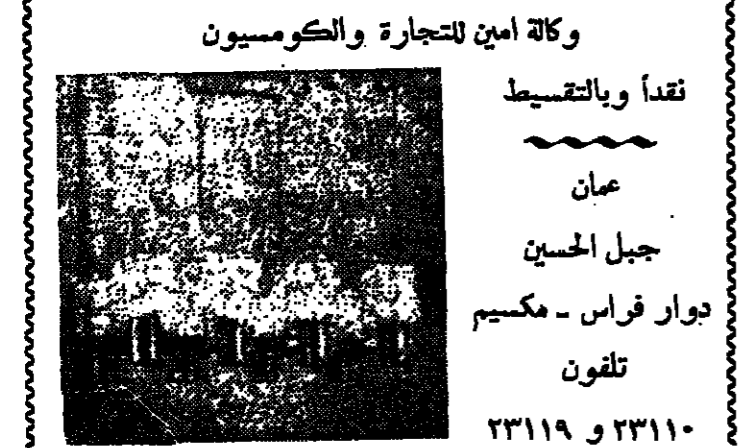 وكالة امين للتجارة والكومسيون
نقداً وبالتقسيط
عمان
جبل الحسين
دوار فراس - مكسيم
تلفون
٢٣١١٠ و ٢٣١١٩